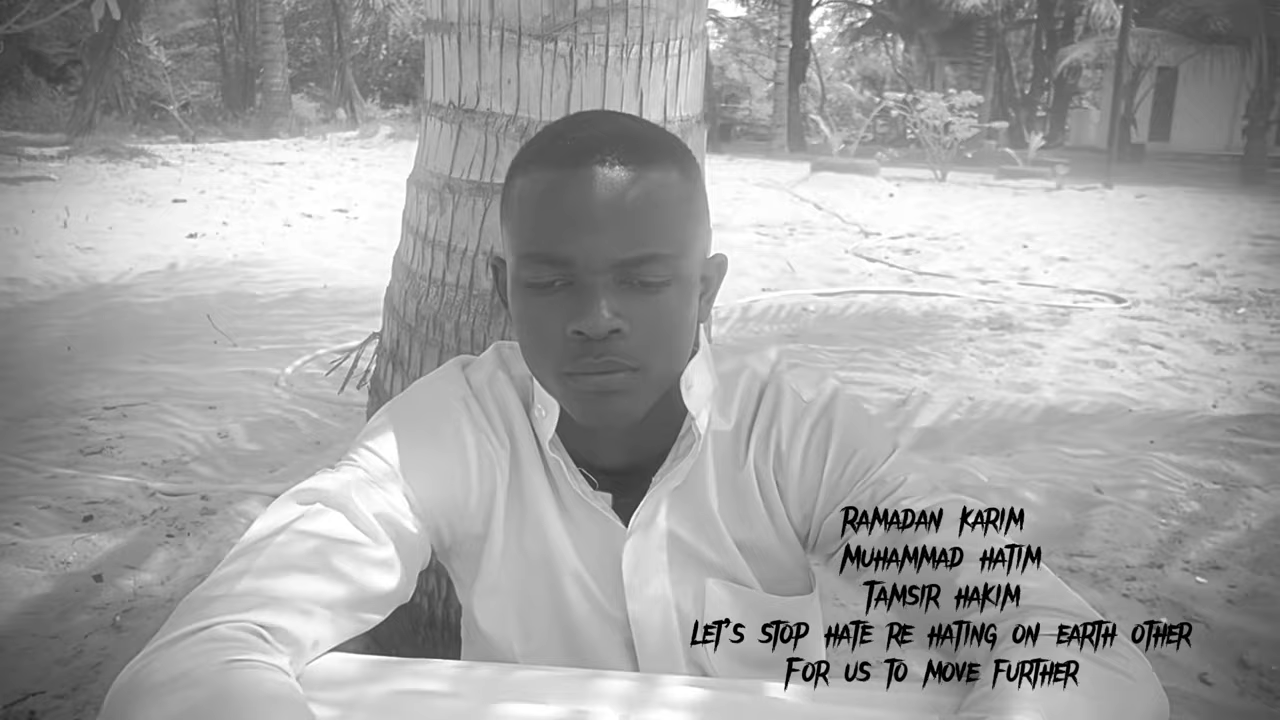 Ramadan Karim
Muhammad Hatim
Tamsir Hakim
Let's stop hate re hating on earth other
For us to move further